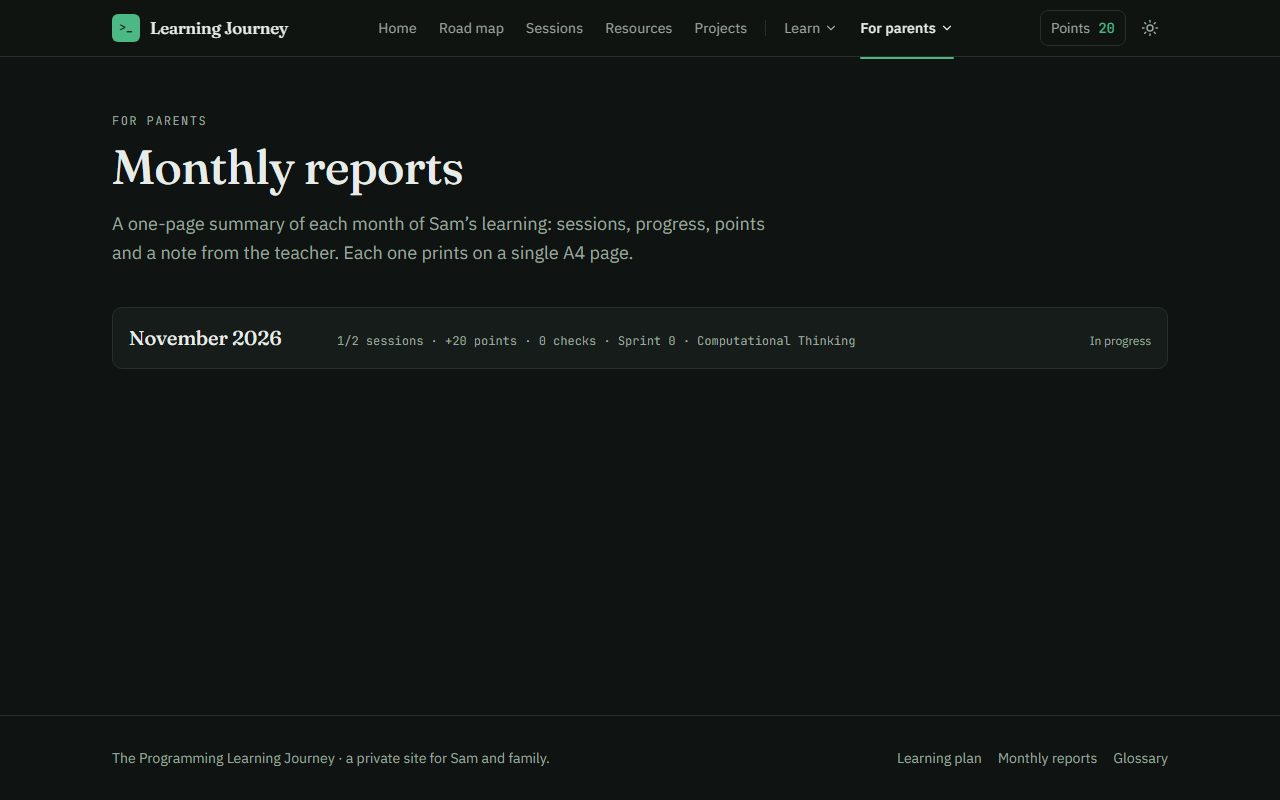 >_ Learning Journey Home Road map Sessions Resources Projects Learn For parents Points 20
FOR PARENTS
Monthly reports
A one-page summary of each month of Sam’s learning: sessions, progress, points
and a note from the teacher. Each one prints on a single A4 page.
November 2026 1/2 sessions · +20 points · 0 checks · Sprint 0 · Computational Thinking In progress
The Programming Learning Journey · a private site for Sam and family. Learning plan Monthly reports Glossary